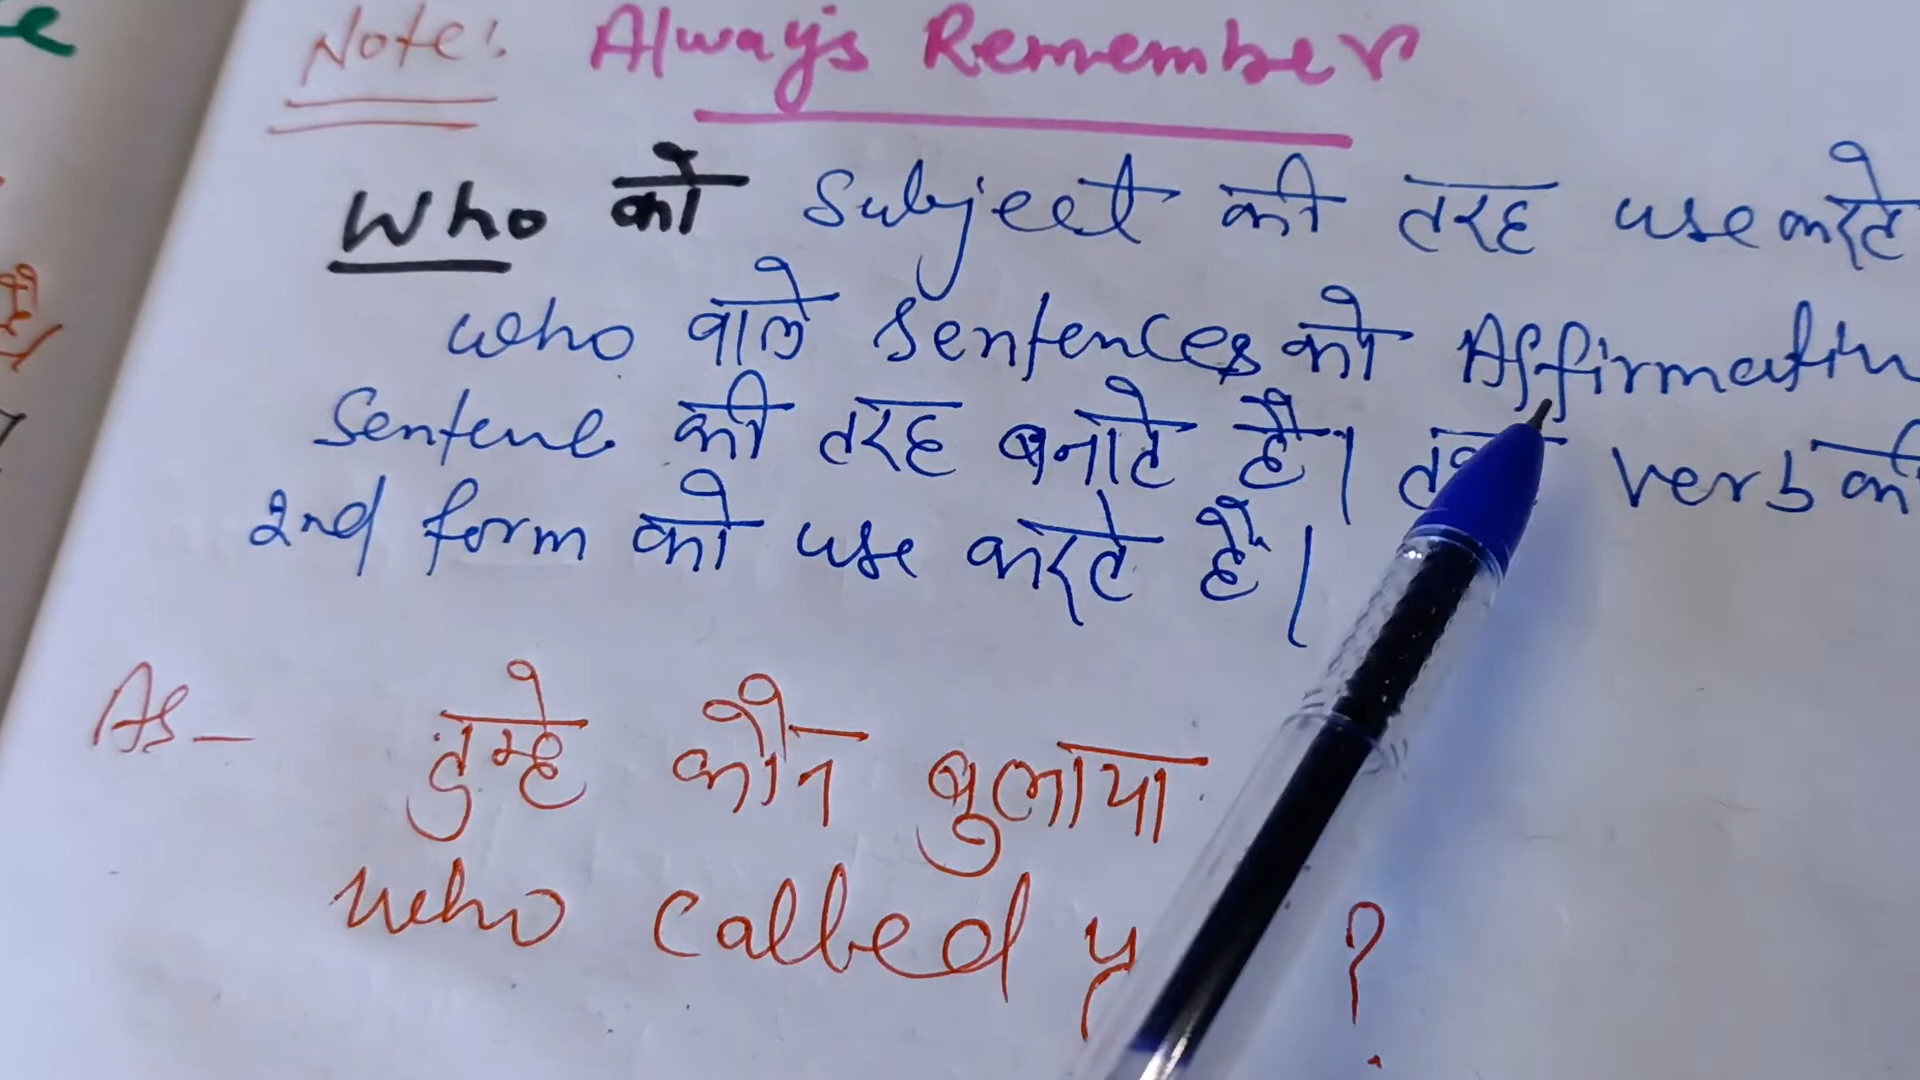 Note: Always Remember
Who को Subject की तरह use करते
who वाले Sentences को
Sentence की तरह बनाते है। verb की
2nd form को use करते हैं।
As - तुम्हे कौन बुलाया
who called ?